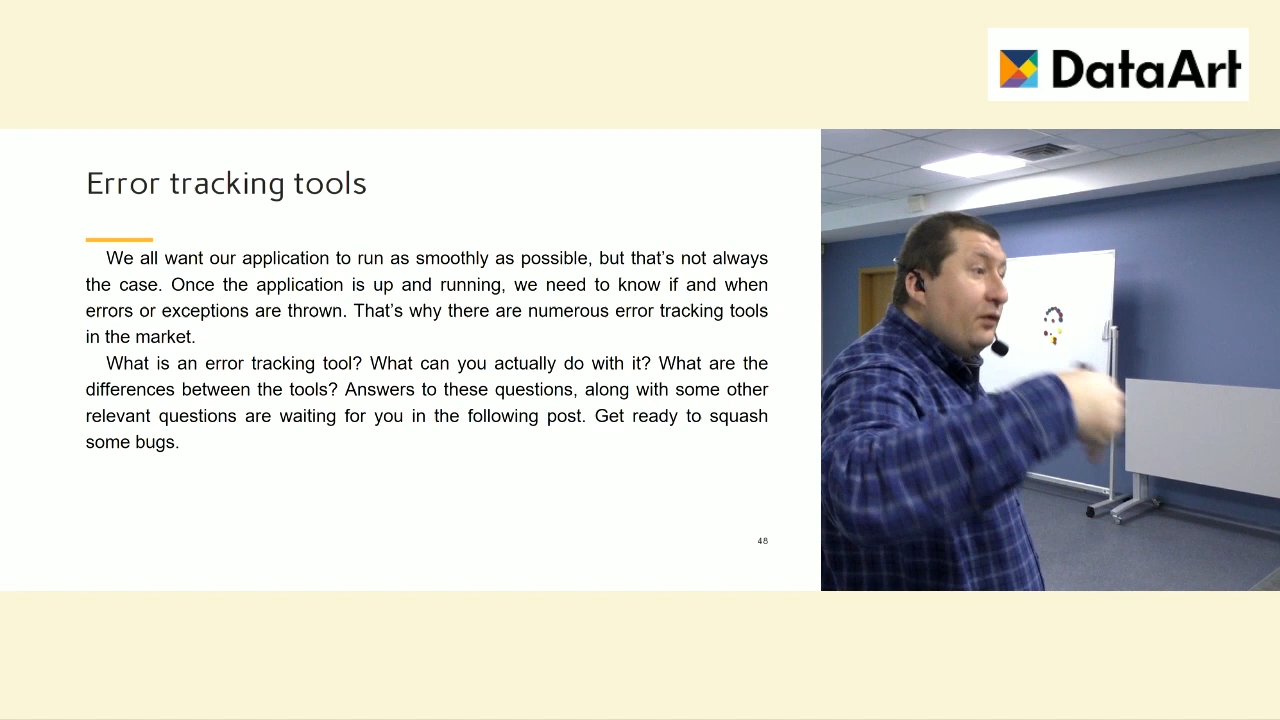 DataArt
Error tracking tools
We all want our application to run as smoothly as possible, but that’s not always
the case. Once the application is up and running, we need to know if and when
errors or exceptions are thrown. That’s why there are numerous error tracking tools
in the market.
What is an error tracking tool? What can you actually do with it? What are the
differences between the tools? Answers to these questions, along with some other
relevant questions are waiting for you in the following post. Get ready to squash
some bugs.
48